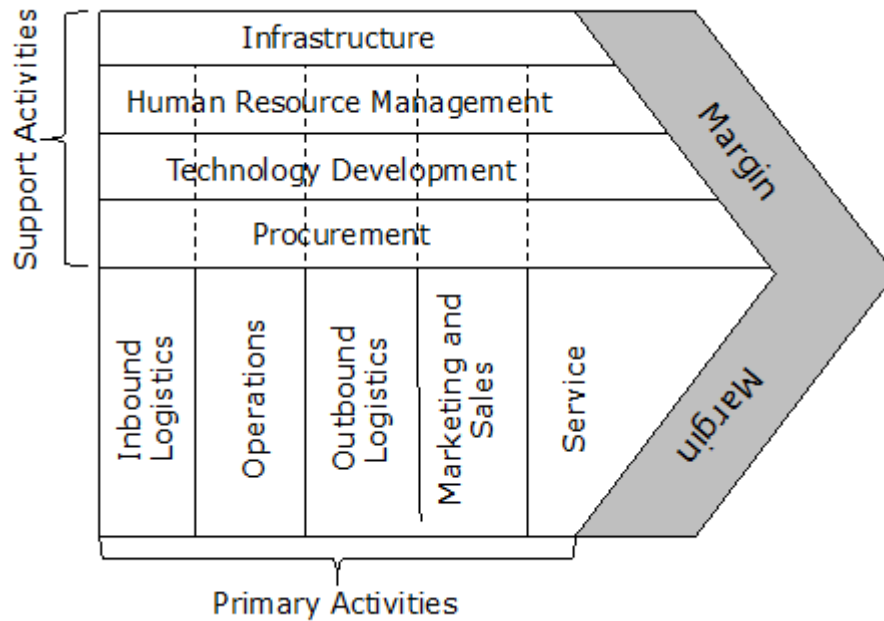 Support Activities
Infrastructure
Human Resource Management
Technology Development
Procurement
Margin
Inbound
Logistics
Operations
Outbound
Logistics
Marketing and
Sales
Service
Margin
Primary Activities